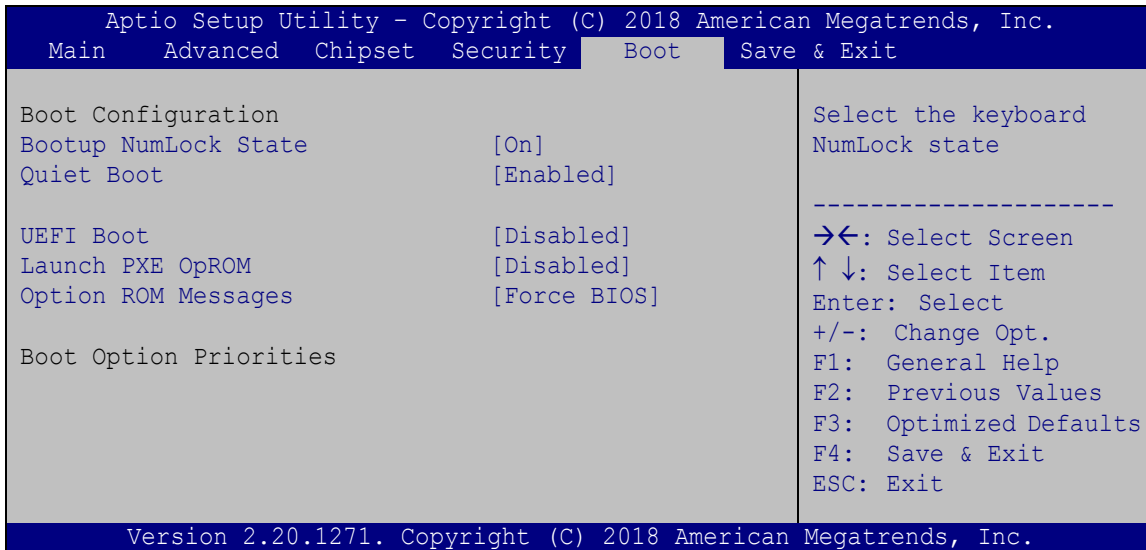 Aptio Setup Utility – Copyright (C) 2018 American Megatrends, Inc.
Main Advanced Chipset Security Boot Save & Exit
Boot Configuration
Bootup NumLock State [On]
Quiet Boot [Enabled]
UEFI Boot [Disabled]
Launch PXE OpROM [Disabled]
Option ROM Messages [Force BIOS]
Boot Option Priorities
Select the keyboard
NumLock state
---------------------
→←: Select Screen
↑ ↓: Select Item
Enter: Select
+/-: Change Opt.
F1: General Help
F2: Previous Values
F3: Optimized Defaults
F4: Save & Exit
ESC: Exit
Version 2.20.1271. Copyright (C) 2018 American Megatrends, Inc.